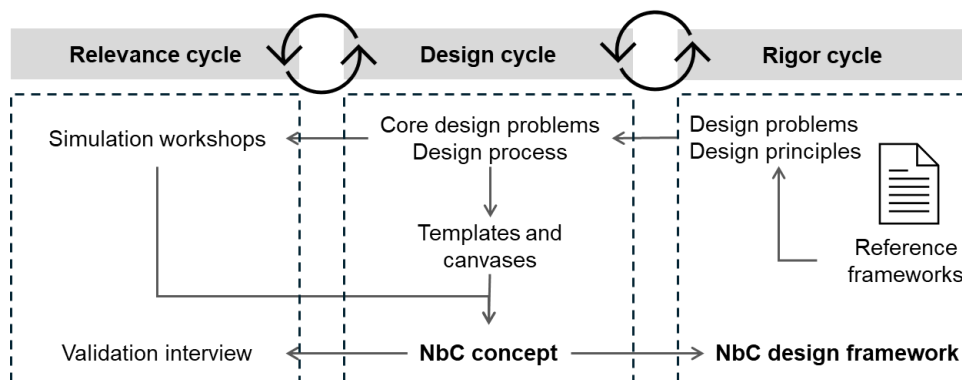 Relevance cycle
Design cycle
Rigor cycle
Simulation workshops
Core design problems
Design process
Design problems
Design principles
Templates and
canvases
Reference
frameworks
Validation interview
NbC concept
NbC design framework